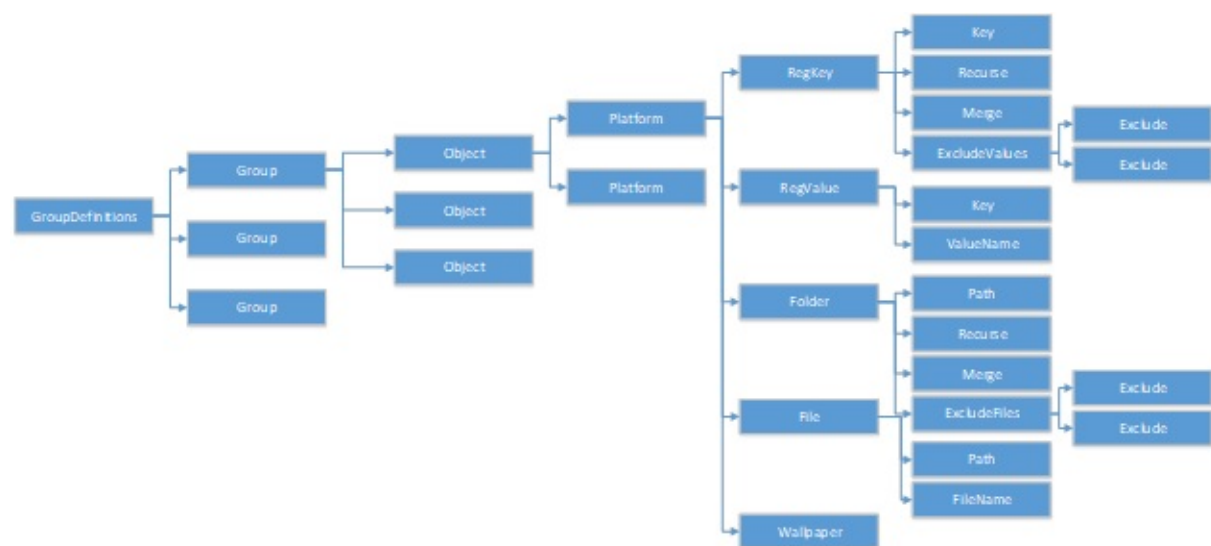 GroupDefinitions
Group
Group
Group
Object
Object
Object
Platform
Platform
RegKey
RegValue
Folder
File
Wallpaper
Key
Recurse
Merge
ExcludeValues
Key
ValueName
Path
Recurse
Merge
ExcludeFiles
Path
FileName
Exclude
Exclude
Exclude
Exclude